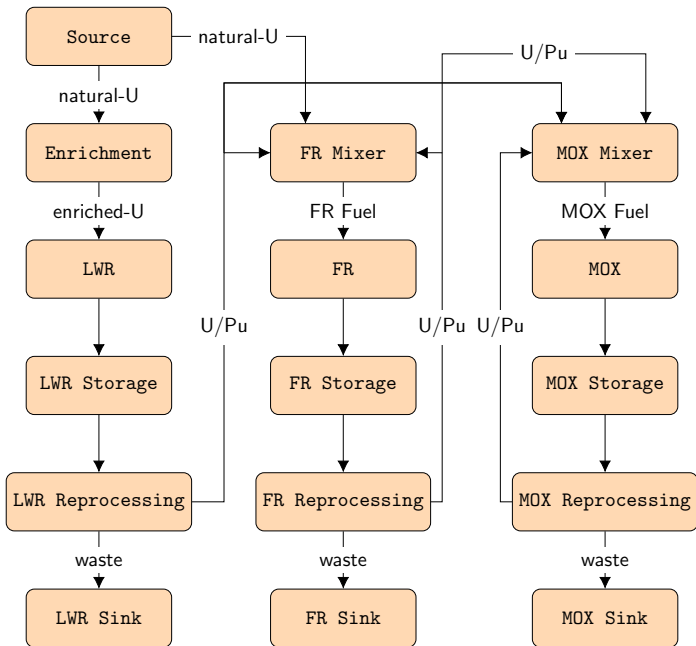 Source
natural-U
U/Pu
natural-U
Enrichment
FR Mixer
MOX Mixer
enriched-U
FR Fuel
MOX Fuel
LWR
FR
MOX
U/Pu
U/Pu
U/Pu
LWR Storage
FR Storage
MOX Storage
LWR Reprocessing
FR Reprocessing
MOX Reprocessing
waste
waste
waste
LWR Sink
FR Sink
MOX Sink